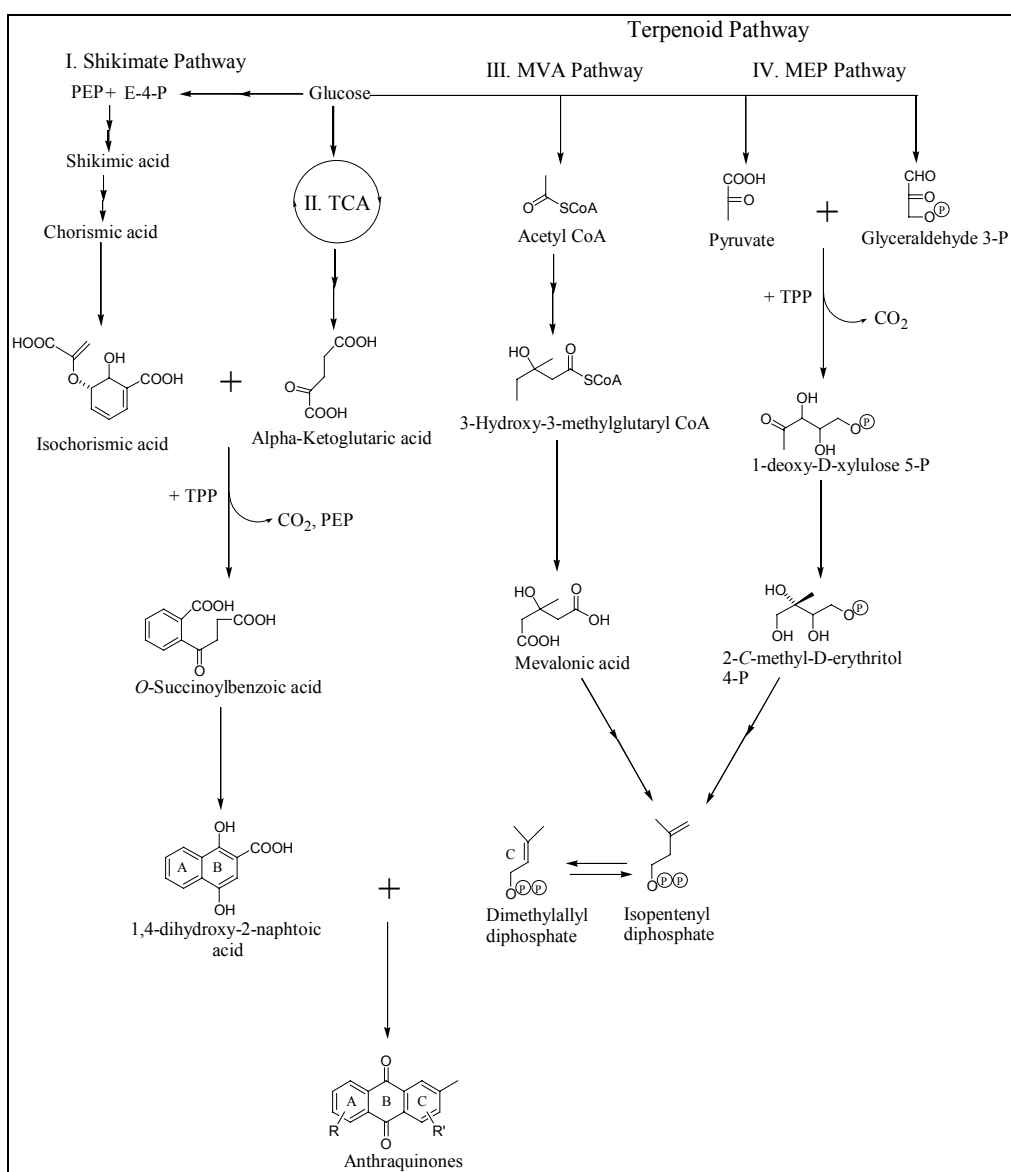 Terpenoid Pathway
I. Shikimate Pathway
III. MVA Pathway
IV. MEP Pathway
PEP + E-4-P
Glucose
Shikimic acid
II. TCA
Chorismic acid
O
SCoA
Acetyl CoA
COOH
O
Pyruvate
+
CHO
O
O P
Glyceraldehyde 3-P
+ TPP
CO2
HOOC
OH
O
COOH
Isochorismic acid
+
COOH
O
COOH
Alpha-Ketoglutaric acid
HO
O
SCoA
3-Hydroxy-3-methylglutaryl CoA
OH
O
O P
OH
1-deoxy-D-xylulose 5-P
+ TPP
CO2, PEP
COOH
COOH
O
O-Succinoylbenzoic acid
HO
O
OH
COOH
Mevalonic acid
HO
O P
OH
OH
2-C-methyl-D-erythritol
4-P
OH
COOH
A
B
OH
1,4-dihydroxy-2-naphtoic
acid
+
C
O P P
Dimethylallyl
diphosphate
O P P
Isopentenyl
diphosphate
O
A
B
C
R
R'
O
Anthraquinones